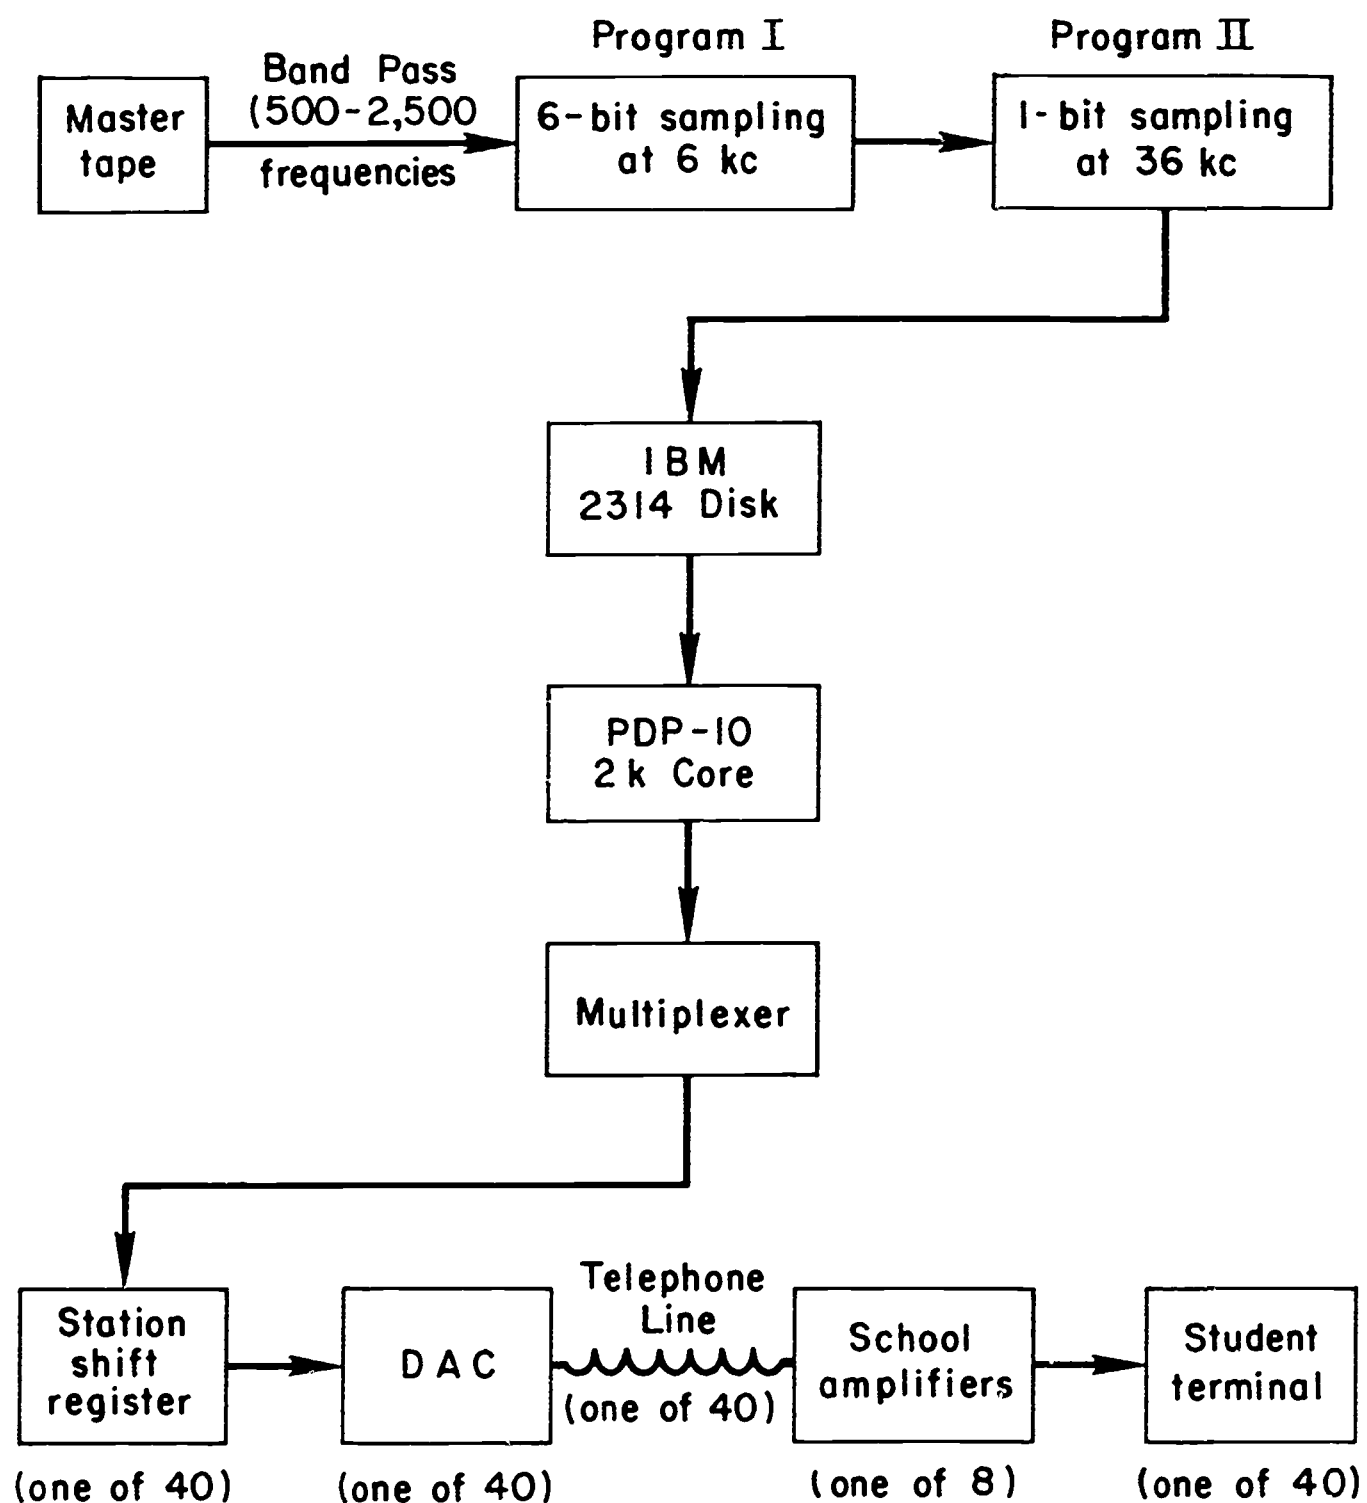 Program I
Program II
Band Pass
(500-2,500
frequencies
Master
tape
6-bit sampling
at 6 kc
1-bit sampling
at 36 kc
IBM
2314 Disk
PDP-10
2k Core
Multiplexer
Station
shift
register
(one of 40)
DAC
(one of 40)
Telephone
Line
(one of 40)
School
amplifiers
(one of 8)
Student
terminal
(one of 40)